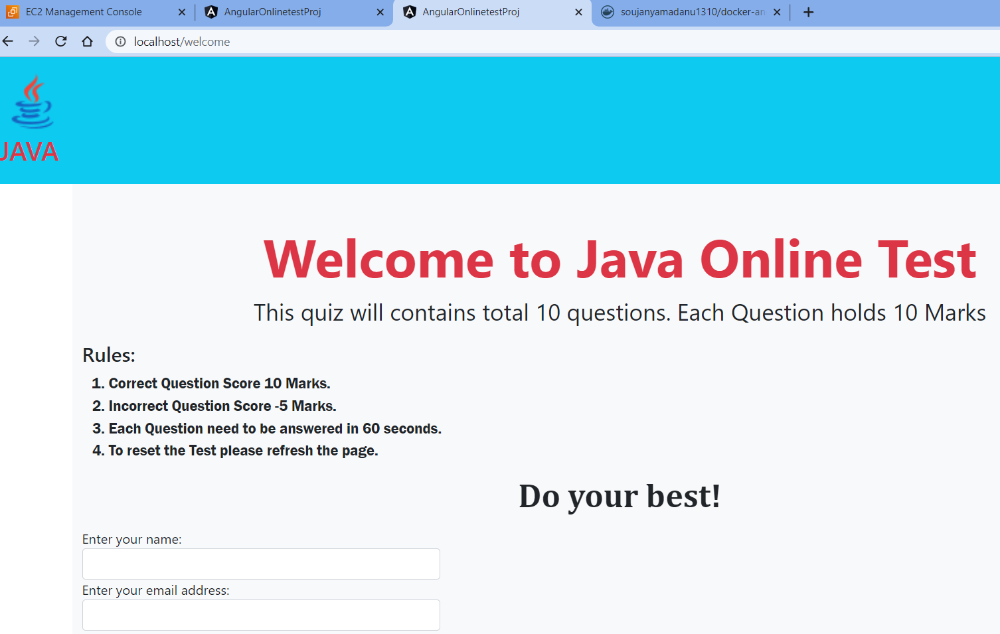 EC2 Management Console
AngularOnlinetestProj
AngularOnlinetestProj
soujanyamadanu1310/docker-an
localhost/welcome
JAVA
Welcome to Java Online Test
This quiz will contains total 10 questions. Each Question holds 10 Marks
Rules:
1. Correct Question Score 10 Marks.
2. Incorrect Question Score -5 Marks.
3. Each Question need to be answered in 60 seconds.
4. To reset the Test please refresh the page.
Do your best!
Enter your name:
Enter your email address: